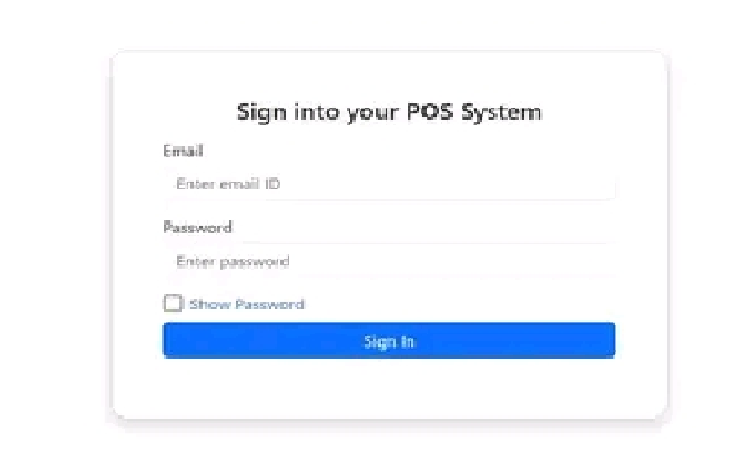 Sign into your POS System
Email
Enter email ID
Password
Enter password
Show Password
Sign In